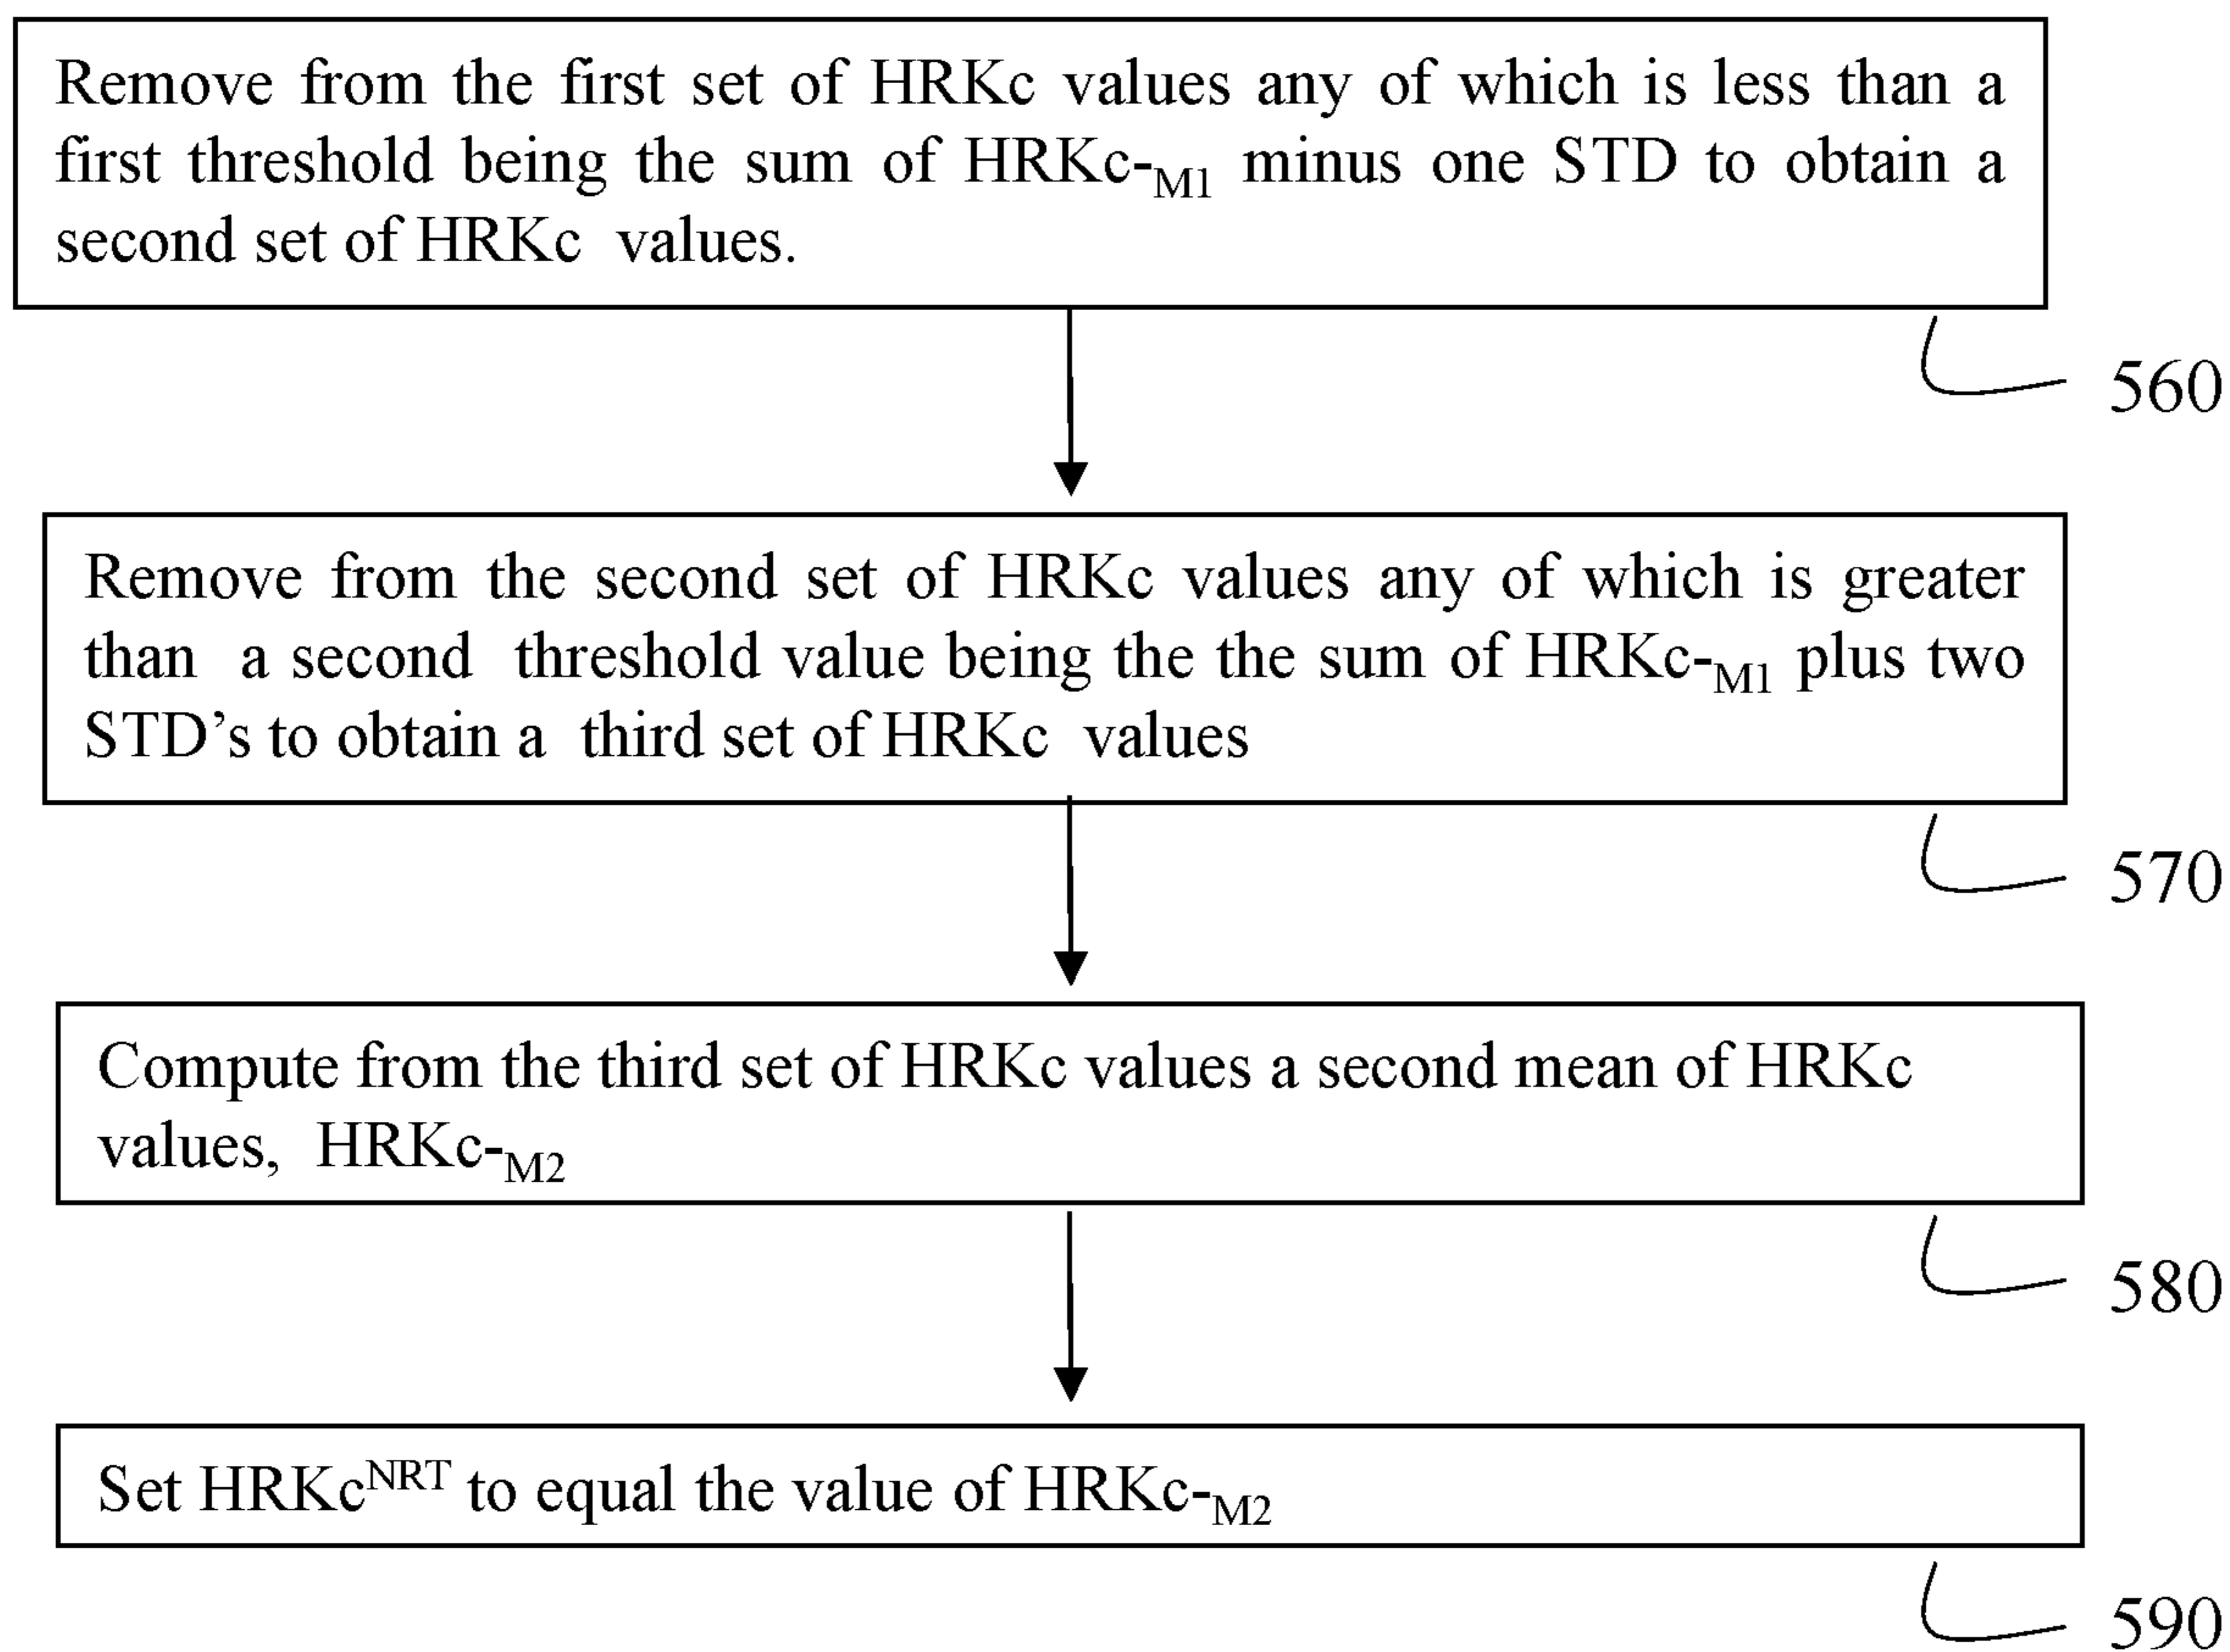 Remove from the first set of HRKc values any of which is less than a
first threshold being the sum of HRKc-M1 minus one STD to obtain a
second set of HRKc values.
560
Remove from the second set of HRKc values any of which is greater
than a second threshold value being the the sum of HRKc-M1 plus two
STD’s to obtain a third set of HRKc values
570
Compute from the third set of HRKc values a second mean of HRKc
values, HRKc-M2
580
Set HRKcNRT to equal the value of HRKc-M2
590